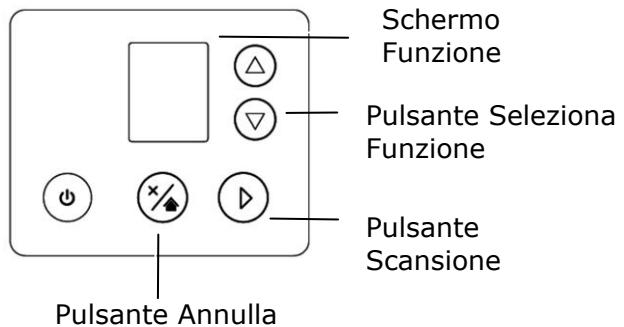 Schermo
Funzione
Pulsante Seleziona
Funzione
Pulsante
Scansione
Pulsante Annulla